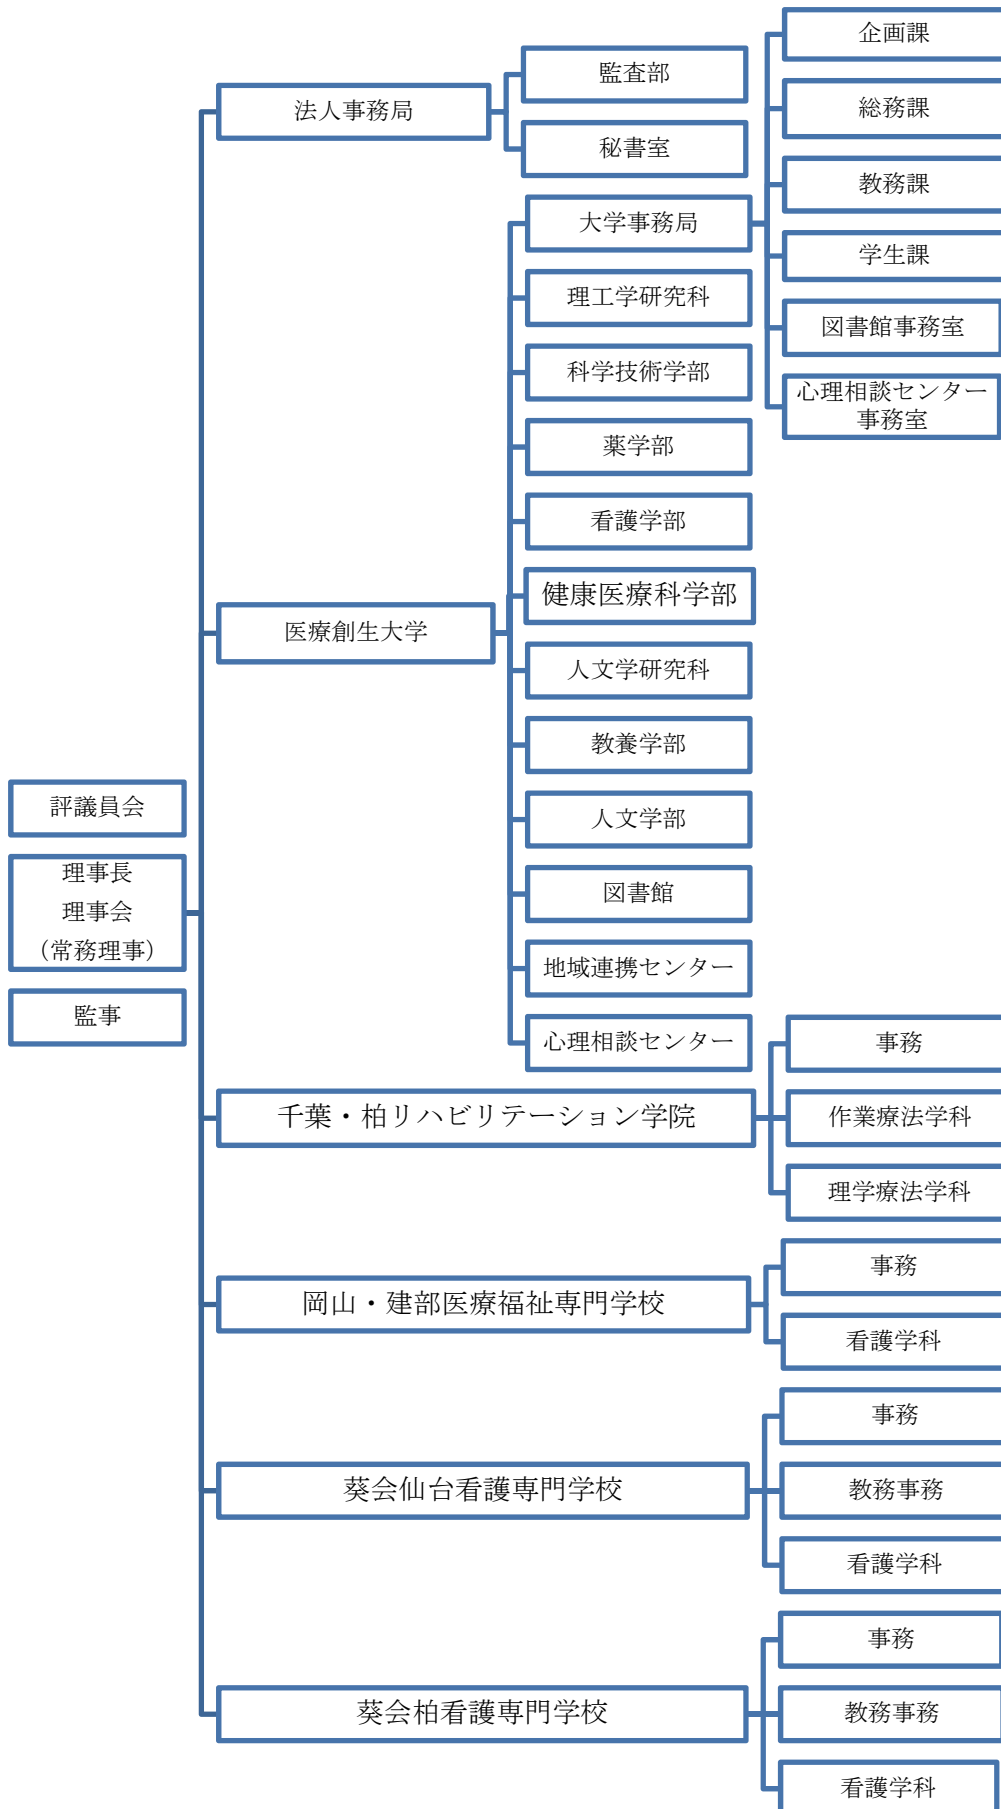 評議員会
理事長
理事会
（常務理事）
監事
法人事務局
監査部
秘書室
医療創生大学
大学事務局
企画課
総務課
教務課
学生課
図書館事務室
心理相談センター
事務室
理工学研究科
科学技術学部
薬学部
看護学部
健康医療科学部
人文学研究科
教養学部
人文学部
図書館
地域連携センター
心理相談センター
千葉・柏リハビリテーション学院
事務
作業療法学科
理学療法学科
岡山・建部医療福祉専門学校
事務
看護学科
葵会仙台看護専門学校
事務
教務事務
看護学科
葵会柏看護専門学校
事務
教務事務
看護学科